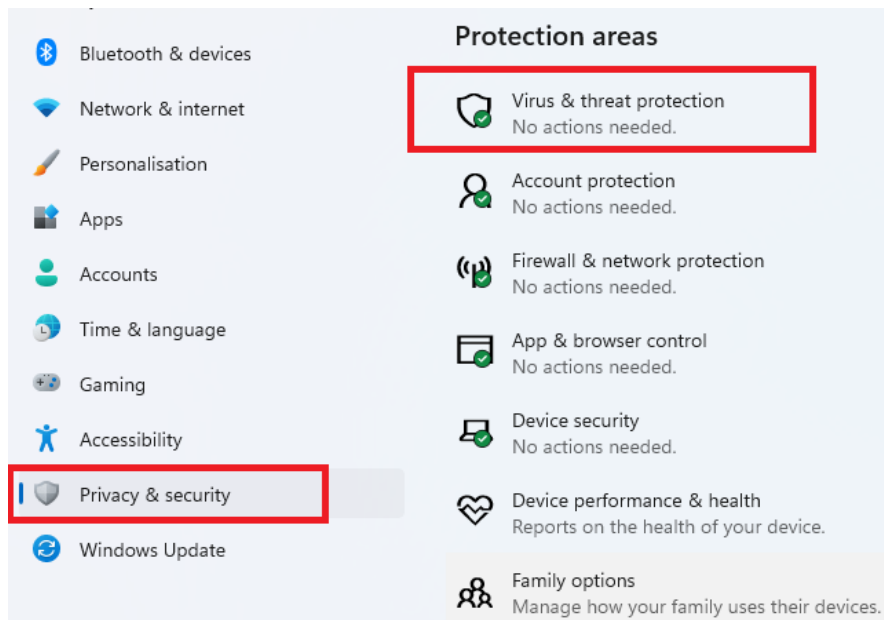 Bluetooth & devices
Network & internet
Personalisation
Apps
Accounts
Time & language
Gaming
Accessibility
Privacy & security
Windows Update
Protection areas
Virus & threat protection
No actions needed.
Account protection
No actions needed.
Firewall & network protection
No actions needed.
App & browser control
No actions needed.
Device security
No actions needed.
Device performance & health
Reports on the health of your device.
Family options
Manage how your family uses their devices.